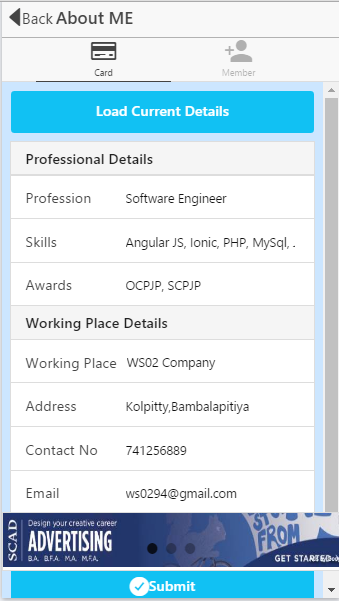 Back About ME
Card Member
Load Current Details
Professional Details
Profession Software Engineer
Skills Angular JS, Ionic, PHP, MySql, .
Awards OCPJP, SCPJP
Working Place Details
Working Place WS02 Company
Address Kolpitty,Bambalapitiya
Contact No 741256889
Email ws0294@gmail.com
SCAD
Design your creative career
ADVERTISING
B.A. B.F.A. M.A. M.F.A.
FROM
GET STARTED
Submit